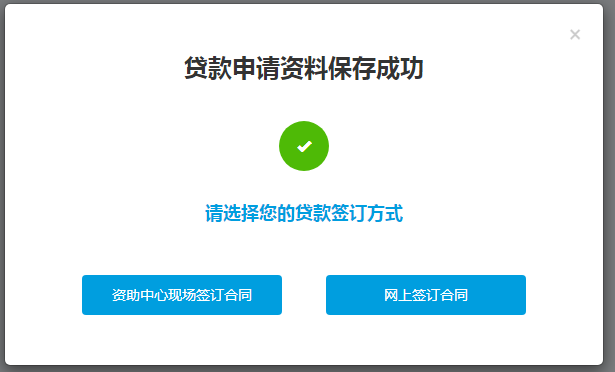 贷款申请资料保存成功
请选择您的贷款签订方式
资助中心现场签订合同
网上签订合同